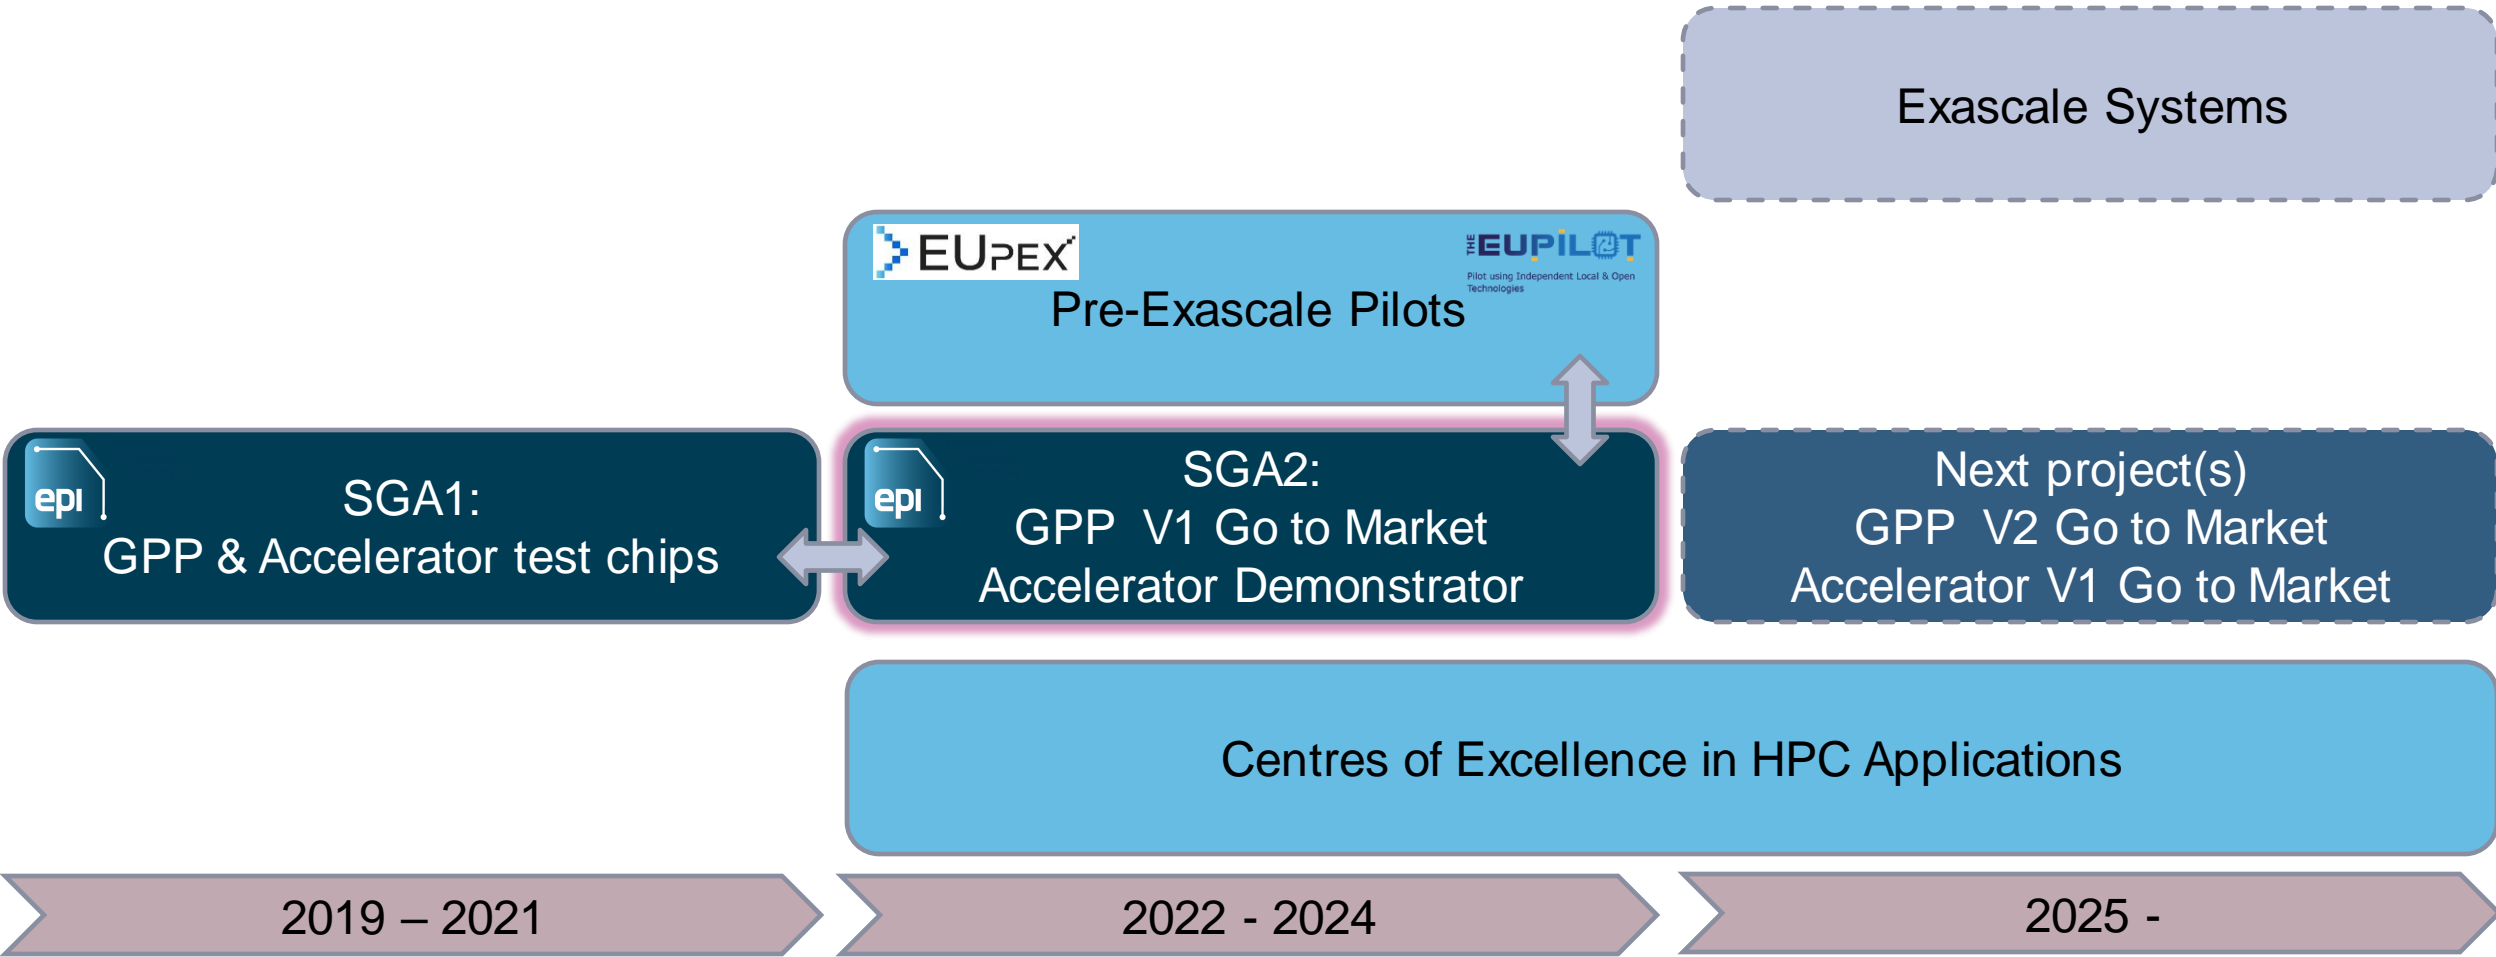 Exascale Systems
EUPEX
THE EUPILOT
Pilot using Independent Local & Open
Technologies
Pre-Exascale Pilots
epi
SGA1:
GPP & Accelerator test chips
epi
SGA2:
GPP V1 Go to Market
Accelerator Demonstrator
Next project(s)
GPP V2 Go to Market
Accelerator V1 Go to Market
Centres of Excellence in HPC Applications
2019 – 2021
2022 - 2024
2025 -